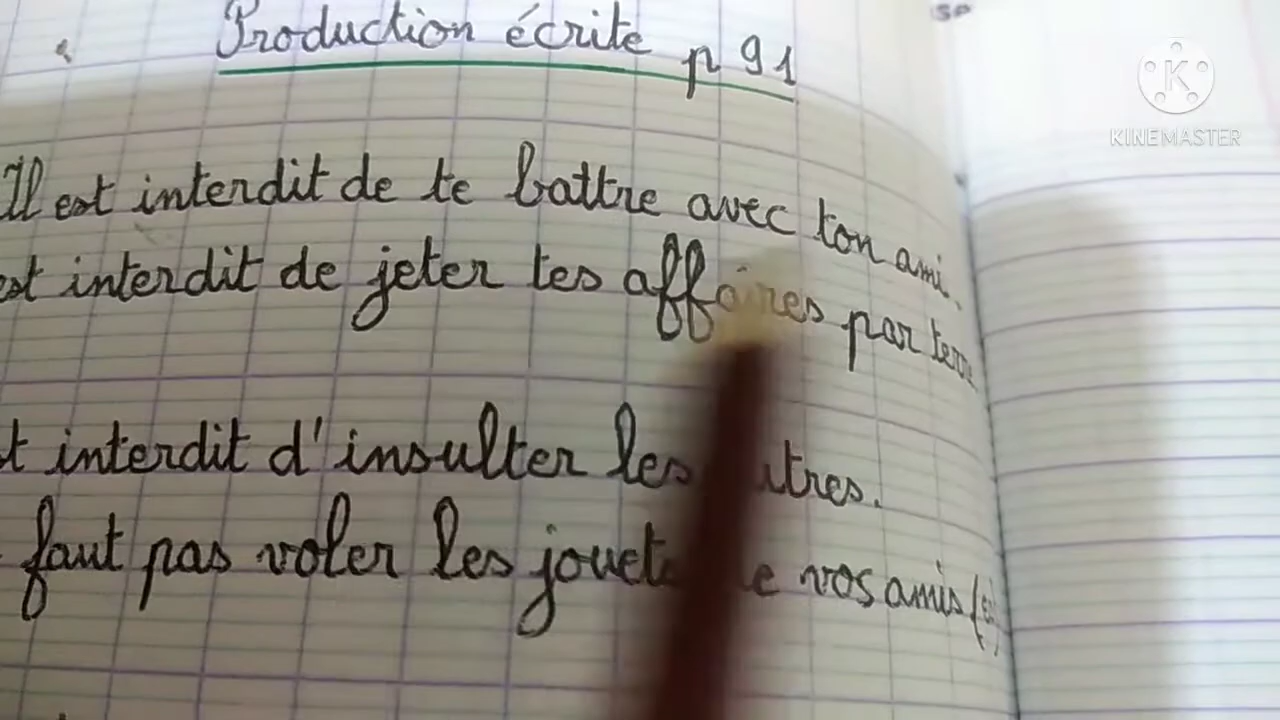 Production écrite p 91
Il est interdit de te battre avec ton ami.
est interdit de jeter tes affaires par terre
t interdit d'insulter les
faut pas voler les jouets vos amis (
KINEMASTER